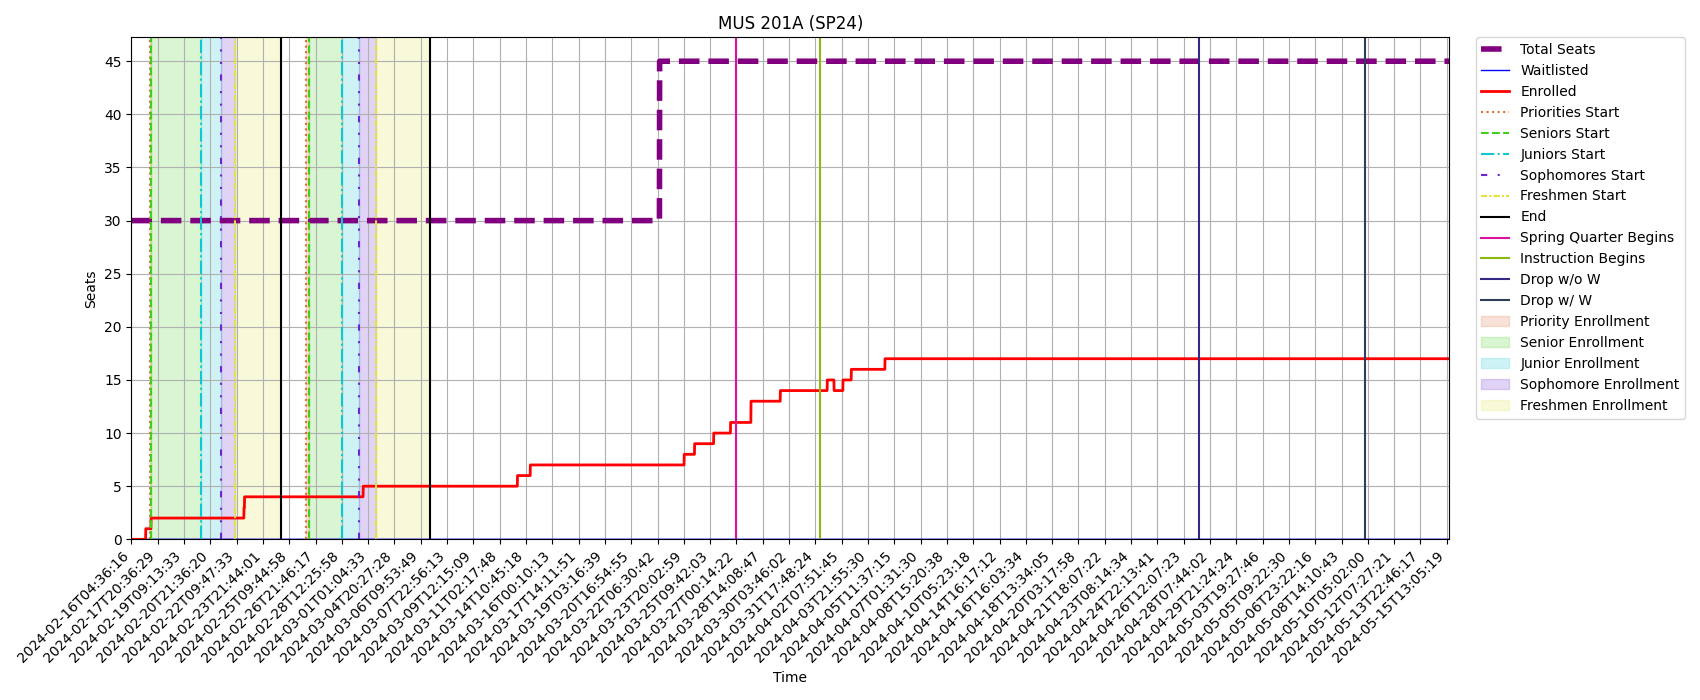 MUS 201A (SP24)
Seats
45
40
35
30
25
20
15
10
5
0
2024-02-16T04:36:16
2024-02-17T20:36:29
2024-02-19T09:13:33
2024-02-20T21:36:20
2024-02-22T09:47:33
2024-02-23T21:44:01
2024-02-25T09:44:58
2024-02-26T21:46:17
2024-02-28T12:25:58
2024-03-01T01:04:33
2024-03-04T20:27:28
2024-03-06T09:53:49
2024-03-07T22:56:13
2024-03-09T12:15:09
2024-03-11T02:17:48
2024-03-14T10:45:18
2024-03-16T00:10:13
2024-03-17T14:11:51
2024-03-19T03:16:39
2024-03-20T16:54:55
2024-03-22T06:30:42
2024-03-23T20:02:59
2024-03-25T09:42:03
2024-03-27T00:14:22
2024-03-28T14:08:47
2024-03-30T03:46:02
2024-03-31T17:48:24
2024-04-02T07:51:45
2024-04-03T21:55:30
2024-04-05T11:37:15
2024-04-07T01:31:30
2024-04-08T15:20:38
2024-04-10T05:23:18
2024-04-14T16:17:12
2024-04-16T16:03:34
2024-04-18T13:34:05
2024-04-20T03:17:58
2024-04-21T18:07:22
2024-04-23T08:14:34
2024-04-24T22:13:41
2024-04-26T12:07:23
2024-04-28T07:44:02
2024-04-29T21:24:24
2024-05-03T19:27:46
2024-05-05T09:22:30
2024-05-06T23:22:16
2024-05-08T14:10:43
2024-05-10T05:02:00
2024-05-12T07:27:21
2024-05-13T22:46:17
2024-05-15T13:05:19
Time
Total Seats
Waitlisted
Enrolled
Priorities Start
Seniors Start
Juniors Start
Sophomores Start
Freshmen Start
End
Spring Quarter Begins
Instruction Begins
Drop w/o W
Drop w/ W
Priority Enrollment
Senior Enrollment
Junior Enrollment
Sophomore Enrollment
Freshmen Enrollment